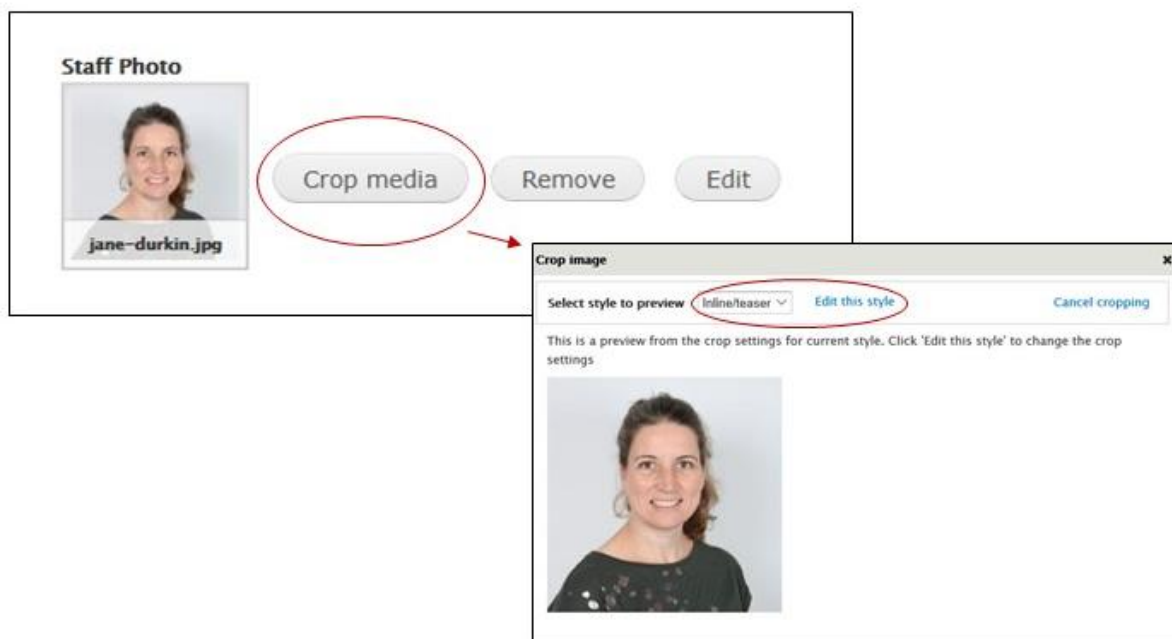 Staff Photo
jane-durkin.jpg
Crop media
Remove
Edit
Crop image
x
Select style to preview Inline/teaser Edit this style Cancel cropping
This is a preview from the crop settings for current style. Click 'Edit this style' to change the crop
settings